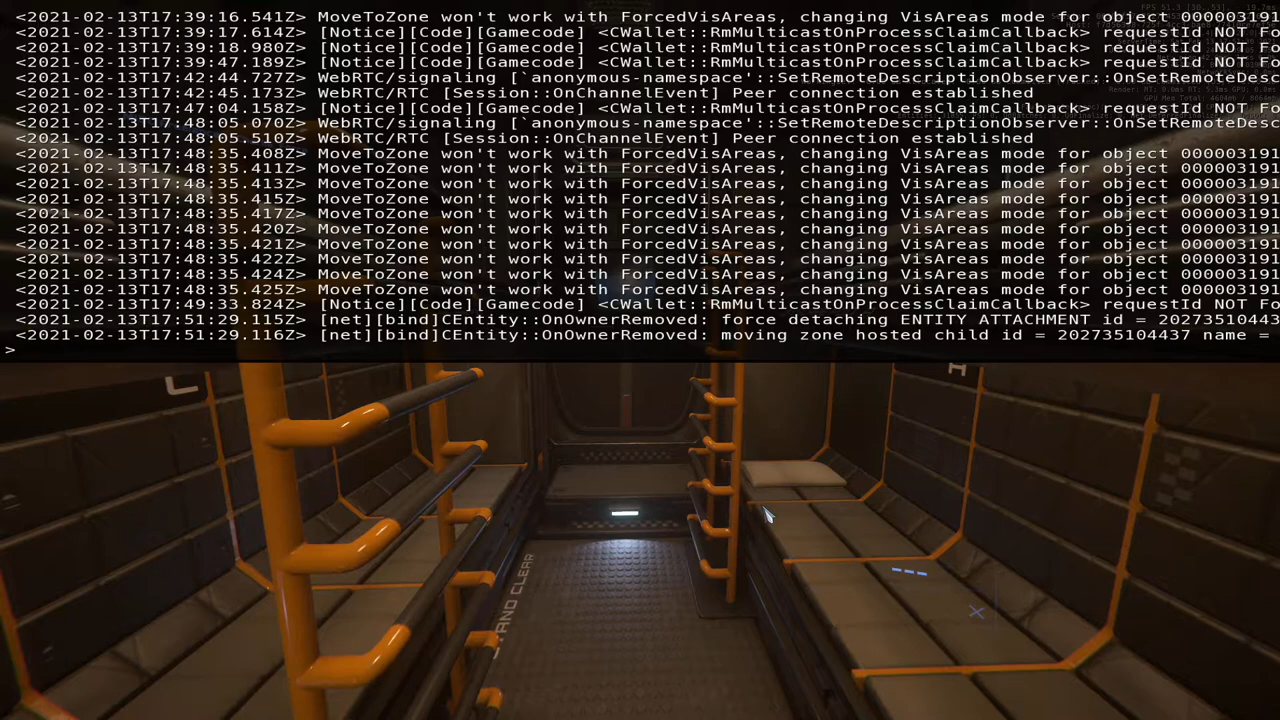 <2021-02-13T17:39:16.541Z> MoveToZone won't work with ForcedVisAreas, changing VisAreas mode for object 000003191
<2021-02-13T17:39:17.614Z> [Notice][Code][Gamecode] <CWallet::RmMulticastOnProcessClaimCallback> requestId NOT Fo
<2021-02-13T17:39:18.980Z> [Notice][Code][Gamecode] <CWallet::RmMulticastOnProcessClaimCallback> requestId NOT Fo
<2021-02-13T17:39:47.189Z> [Notice][Code][Gamecode] <CWallet::RmMulticastOnProcessClaimCallback> requestId NOT Fo
<2021-02-13T17:42:44.727Z> WebRTC/signaling [`anonymous-namespace'::SetRemoteDescriptionObserver::OnSetRemoteDesc
<2021-02-13T17:42:45.173Z> WebRTC/RTC [Session::OnChannelEvent] Peer connection established
<2021-02-13T17:47:04.158Z> [Notice][Code][Gamecode] <CWallet::RmMulticastOnProcessClaimCallback> requestId NOT Fo
<2021-02-13T17:48:05.070Z> WebRTC/signaling [`anonymous-namespace'::SetRemoteDescriptionObserver::OnSetRemoteDesc
<2021-02-13T17:48:05.510Z> WebRTC/RTC [Session::OnChannelEvent] Peer connection established
<2021-02-13T17:48:35.408Z> MoveToZone won't work with ForcedVisAreas, changing VisAreas mode for object 000003191
<2021-02-13T17:48:35.411Z> MoveToZone won't work with ForcedVisAreas, changing VisAreas mode for object 000003191
<2021-02-13T17:48:35.413Z> MoveToZone won't work with ForcedVisAreas, changing VisAreas mode for object 000003191
<2021-02-13T17:48:35.415Z> MoveToZone won't work with ForcedVisAreas, changing VisAreas mode for object 000003191
<2021-02-13T17:48:35.417Z> MoveToZone won't work with ForcedVisAreas, changing VisAreas mode for object 000003191
<2021-02-13T17:48:35.420Z> MoveToZone won't work with ForcedVisAreas, changing VisAreas mode for object 000003191
<2021-02-13T17:48:35.421Z> MoveToZone won't work with ForcedVisAreas, changing VisAreas mode for object 000003191
<2021-02-13T17:48:35.422Z> MoveToZone won't work with ForcedVisAreas, changing VisAreas mode for object 000003191
<2021-02-13T17:48:35.424Z> MoveToZone won't work with ForcedVisAreas, changing VisAreas mode for object 000003191
<2021-02-13T17:48:35.425Z> MoveToZone won't work with ForcedVisAreas, changing VisAreas mode for object 000003191
<2021-02-13T17:49:33.824Z> [Notice][Code][Gamecode] <CWallet::RmMulticastOnProcessClaimCallback> requestId NOT Fo
<2021-02-13T17:51:29.115Z> [net][bind]CEntity::OnOwnerRemoved: force detaching ENTITY ATTACHMENT id = 20273510443
<2021-02-13T17:51:29.116Z> [net][bind]CEntity::OnOwnerRemoved: moving zone hosted child id = 202735104437 name =
>
AND CLEAR